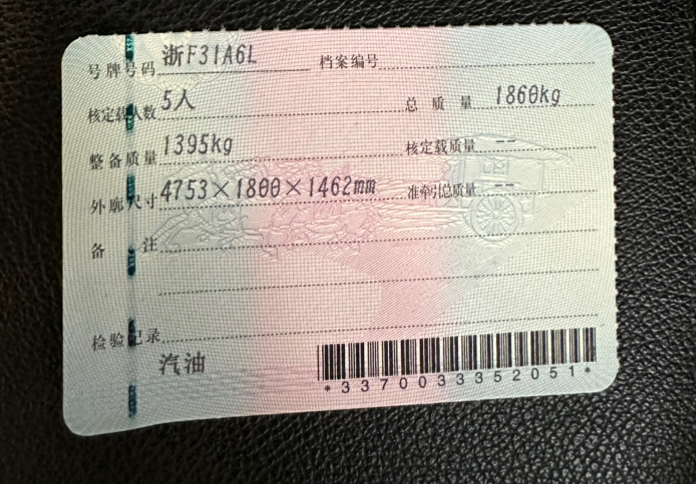 号牌号码 浙F31A6L 档案编号
核定载人数 5人 总质量 1860kg
整备质量 1395kg 核定载质量 --
外廓尺寸 4753×1800×1462mm 准牵引总质量 --
备注
检验记录
汽油
*3370033352051*